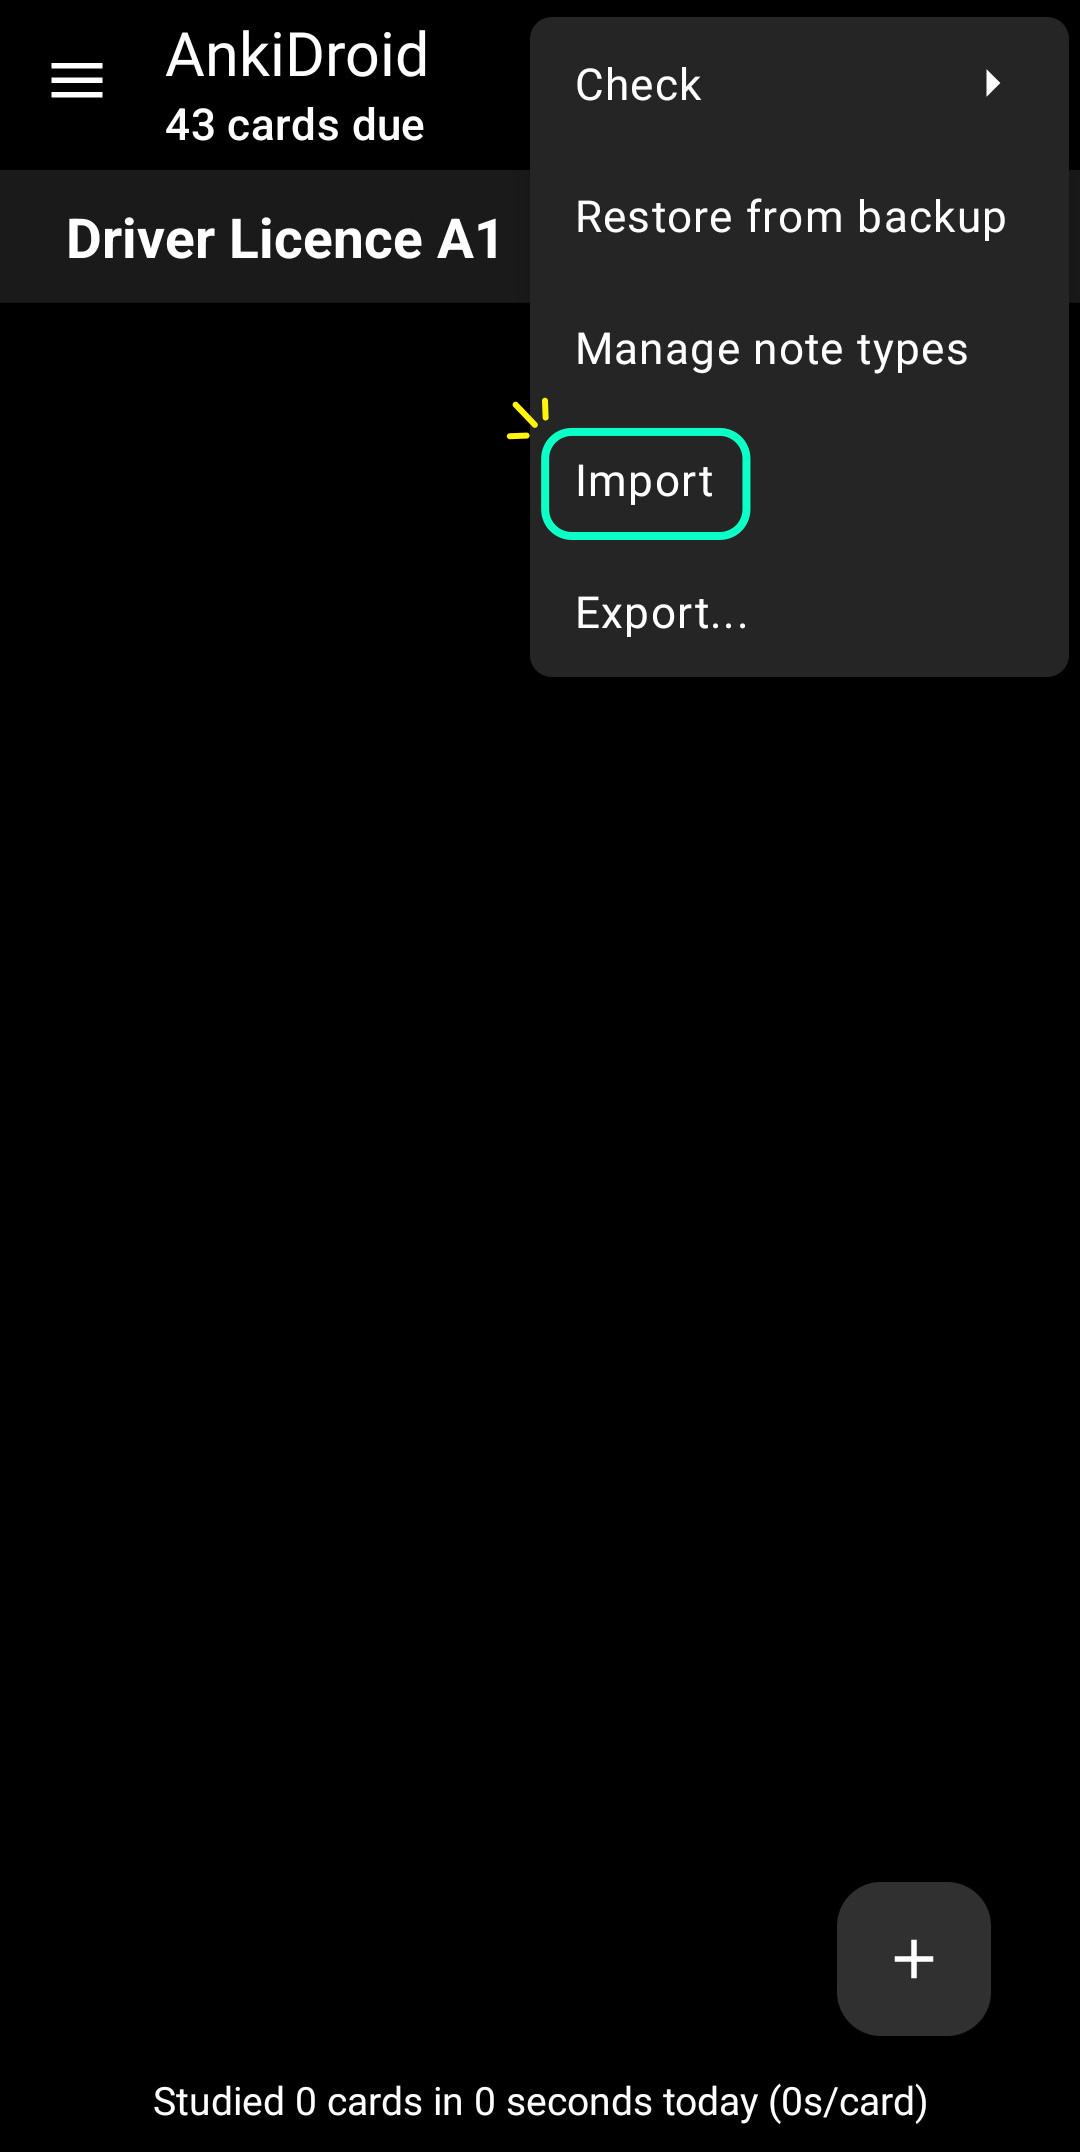 AnkiDroid
43 cards due
Driver Licence A1
Check
Restore from backup
Manage note types
Import
Export...
Studied 0 cards in 0 seconds today (0s/card)